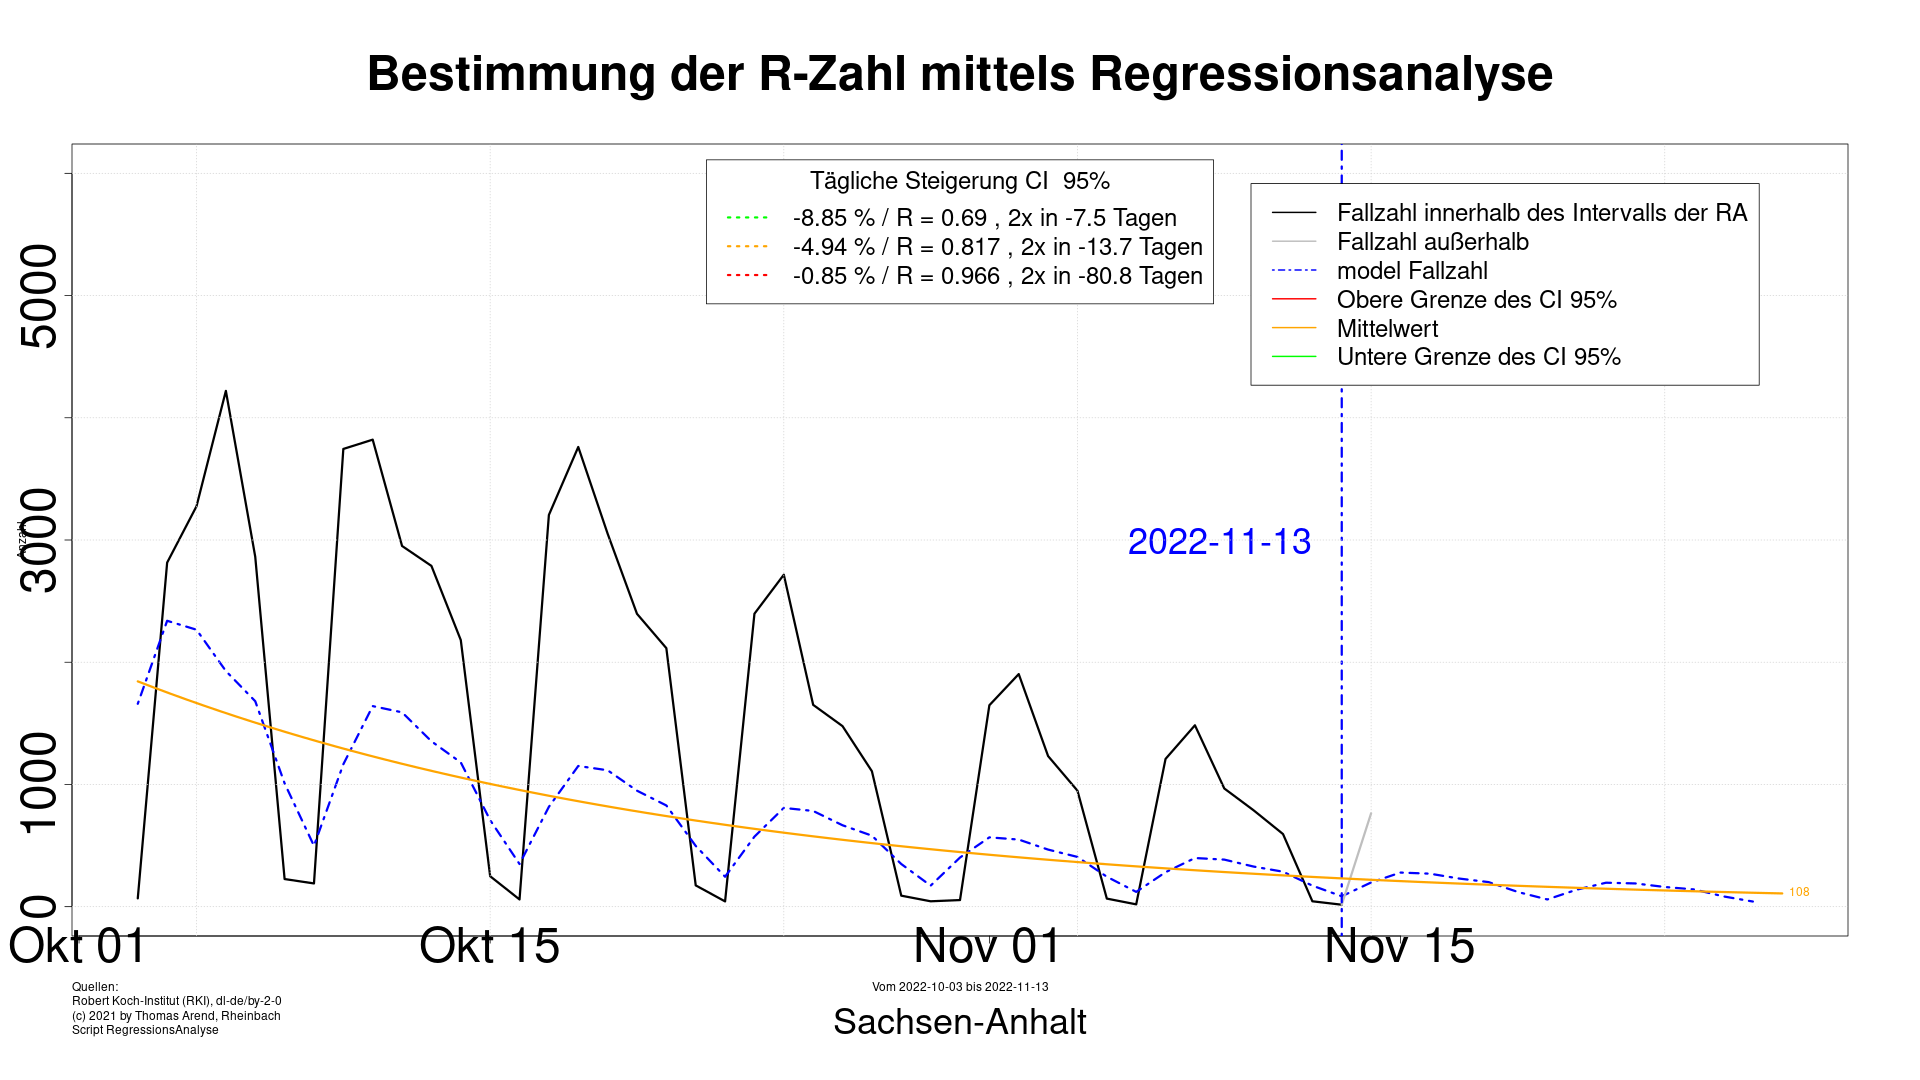 Bestimmung der R-Zahl mittels Regressionsanalyse
Tägliche Steigerung CI  95%
-8.85 % / R = 0.69 , 2x in -7.5 Tagen
-4.94 % / R = 0.817 , 2x in -13.7 Tagen
-0.85 % / R = 0.966 , 2x in -80.8 Tagen
Fallzahl innerhalb des Intervalls der RA
Fallzahl außerhalb
model Fallzahl
Obere Grenze des CI 95%
Mittelwert
Untere Grenze des CI 95%
5000
3000
1000
0
Anzahl
2022-11-13
108
Okt 01
Okt 15
Nov 01
Nov 15
Quellen:
Robert Koch-Institut (RKI), dl-de/by-2-0
(c) 2021 by Thomas Arend, Rheinbach
Script RegressionsAnalyse
Vom 2022-10-03 bis 2022-11-13
Sachsen-Anhalt